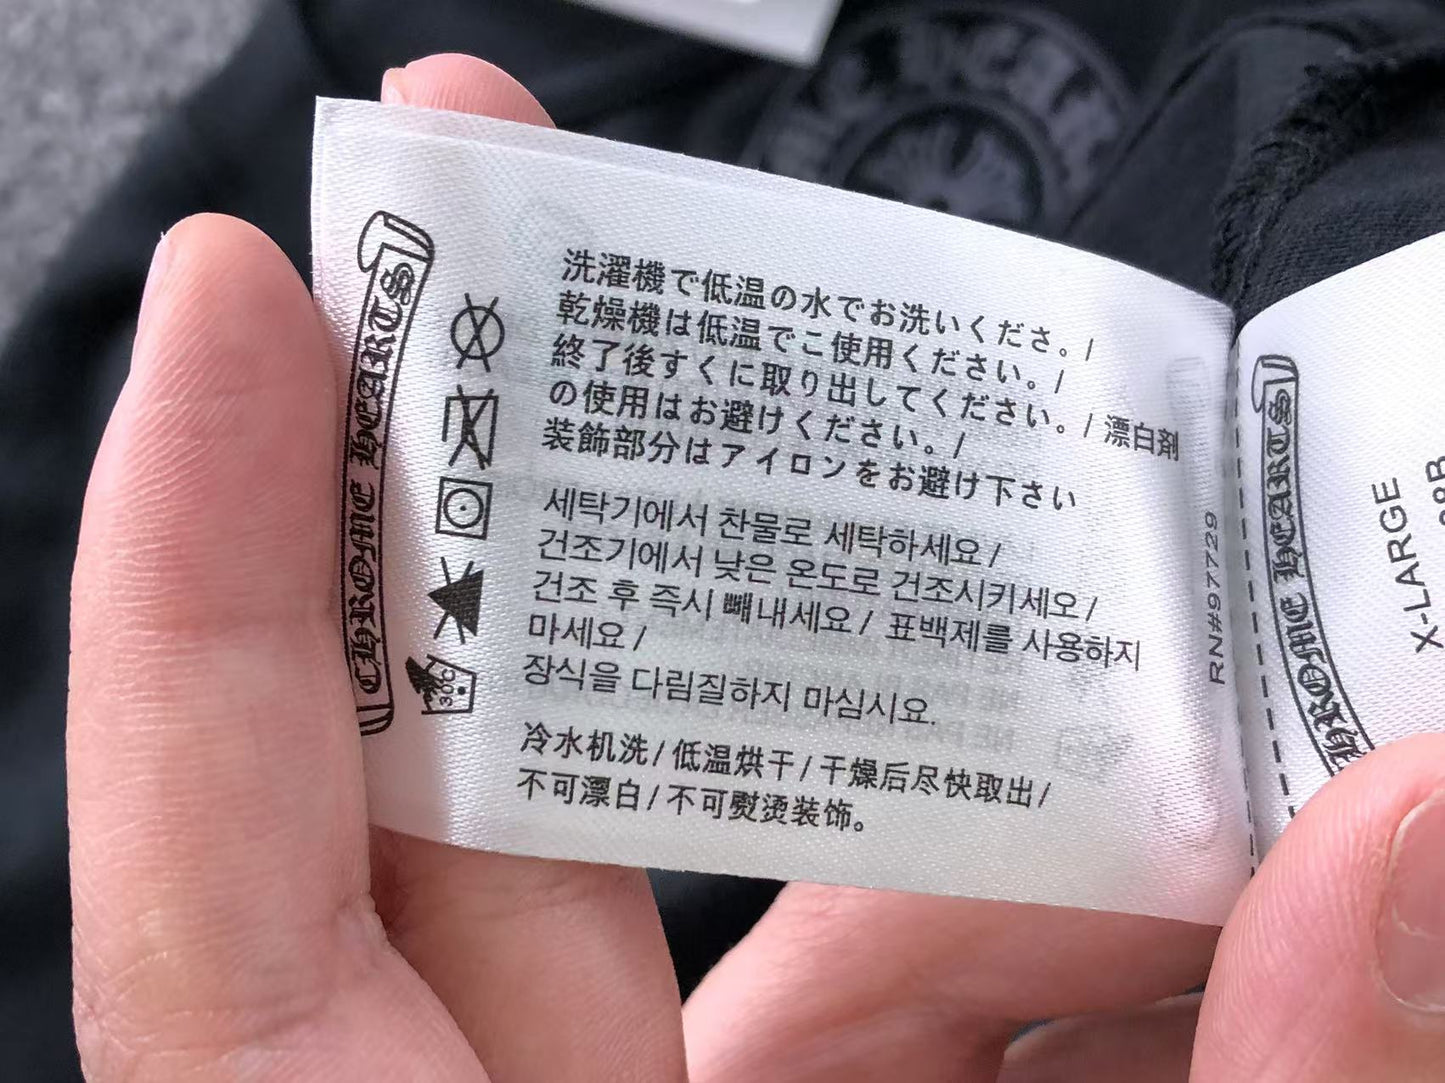 CHROME HEARTS
30C
洗濯機で低温の水でお洗いくださ。/
乾燥機は低温でこ使用ください。/
終了後すぐに取り出してください。/ 漂白剤
の使用はお避けください。/
装飾部分はアイロンをお避け下さい
세탁기에서 찬물로 세탁하세요 /
건조기에서 낮은 온도로 건조시키세오 /
건조 후 즉시 빼내세요 / 표백제를 사용하지
마세요 /
장식을 다림질하지 마십시요.
冷水机洗 / 低温烘干 / 干燥后尽快取出 /
不可漂白 / 不可熨烫装饰。
RN#97729
CHROME HEARTS
X-LARGE